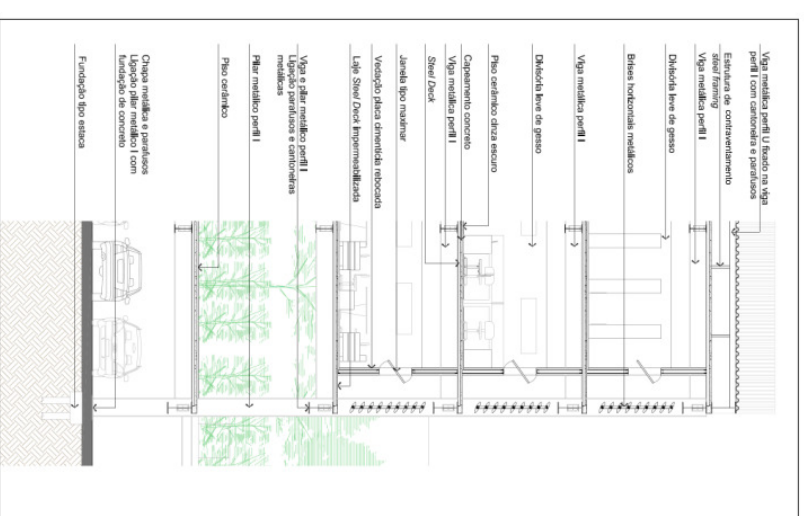 Viga metálica perfil U fixado na viga
perfil I com cantoneira e parafusos
Estrutura de contraventamento
steel framing
Viga metálica perfil I
Divisória leve de gesso
Brises horizontais metálicos
Viga metálica perfil I
Divisória leve de gesso
Piso cerâmico cinza escuro
Capeamento concreto
Viga metálica perfil I
Steel Deck
Janela tipo maximar
Vedação placa cimentícia rebocada
Laje Steel Deck impermeabilizada
Viga e pilar metálico perfil I
Ligação parafusos e cantoneiras
metálicas
Pilar metálico perfil I
Piso cerâmico
Chapa metálica e parafusos
Ligação pilar metálico I com
fundação de concreto
Fundação tipo estaca